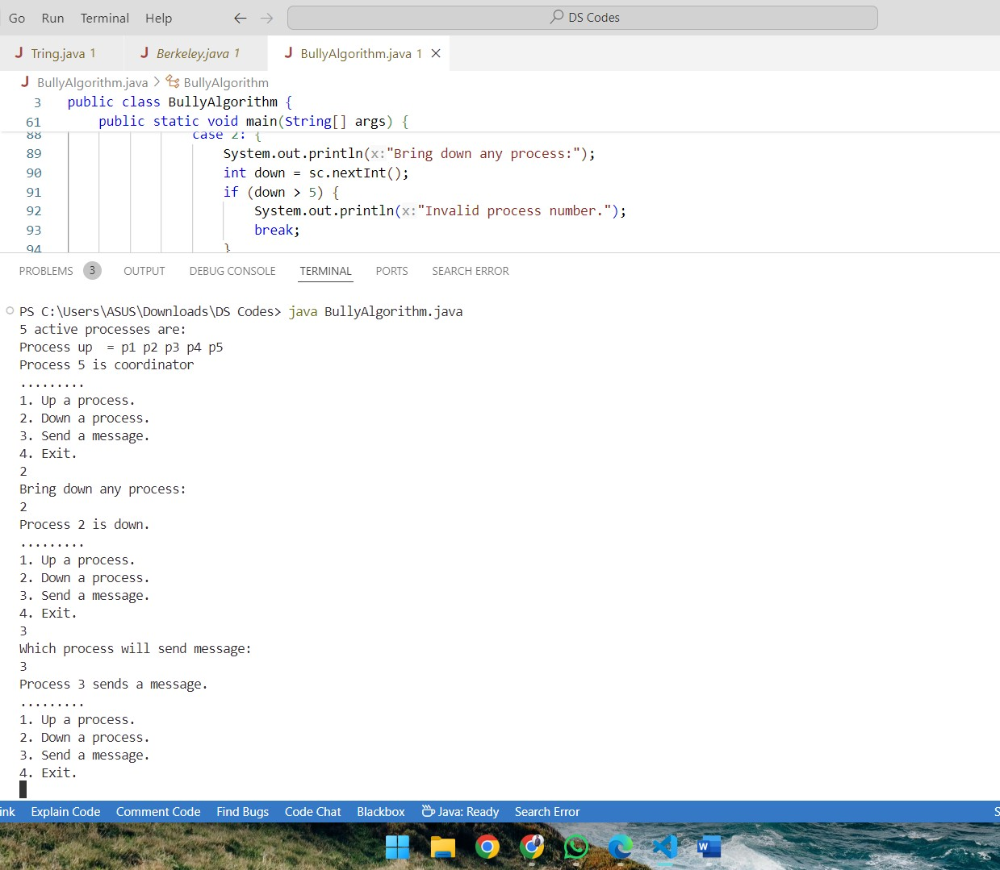 Go Run Terminal Help ← → DS Codes
J Tring.java 1 J Berkeley.java 1 J BullyAlgorithm.java 1 ×
J BullyAlgorithm.java > BullyAlgorithm
3 public class BullyAlgorithm {
61 public static void main(String[] args) {
88 case 2: {
89 System.out.println(x:"Bring down any process:");
90 int down = sc.nextInt();
91 if (down > 5) {
92 System.out.println(x:"Invalid process number.");
93 break;
94 }
PROBLEMS 3 OUTPUT DEBUG CONSOLE TERMINAL PORTS SEARCH ERROR
PS C:\Users\ASUS\Downloads\DS Codes> java BullyAlgorithm.java
5 active processes are:
Process up  = p1 p2 p3 p4 p5
Process 5 is coordinator
.........
1. Up a process.
2. Down a process.
3. Send a message.
4. Exit.
2
Bring down any process:
2
Process 2 is down.
.........
1. Up a process.
2. Down a process.
3. Send a message.
4. Exit.
3
Which process will send message:
3
Process 3 sends a message.
.........
1. Up a process.
2. Down a process.
3. Send a message.
4. Exit.
ink Explain Code Comment Code Find Bugs Code Chat Blackbox Java: Ready Search Error S
W